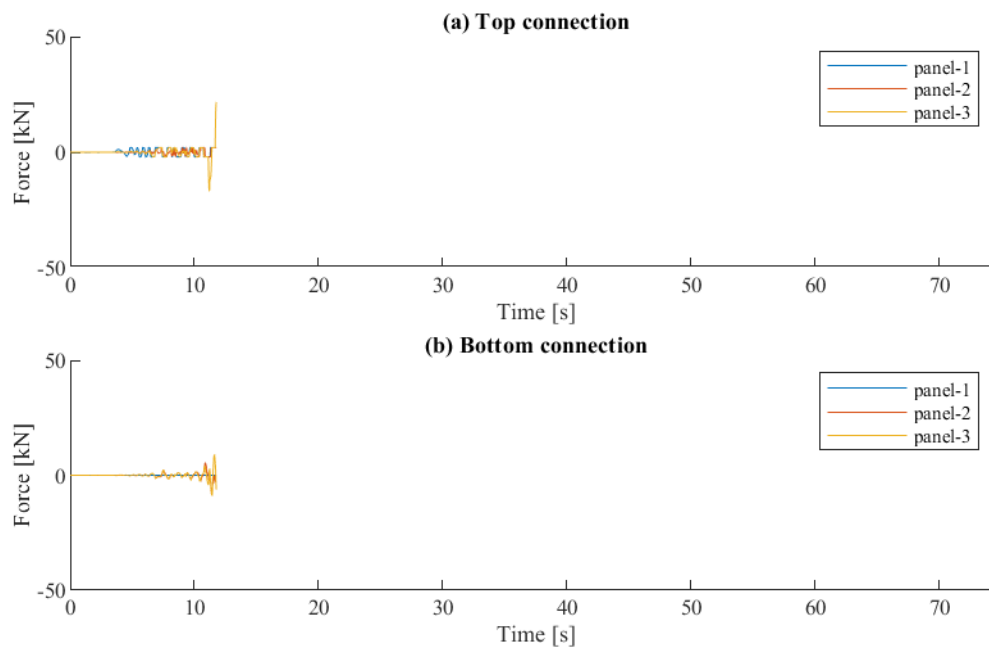 (a) Top connection
50
0
-50
Force [kN]
panel-1
panel-2
panel-3
0 10 20 30 40 50 60 70
Time [s]
(b) Bottom connection
50
0
-50
Force [kN]
panel-1
panel-2
panel-3
0 10 20 30 40 50 60 70
Time [s]